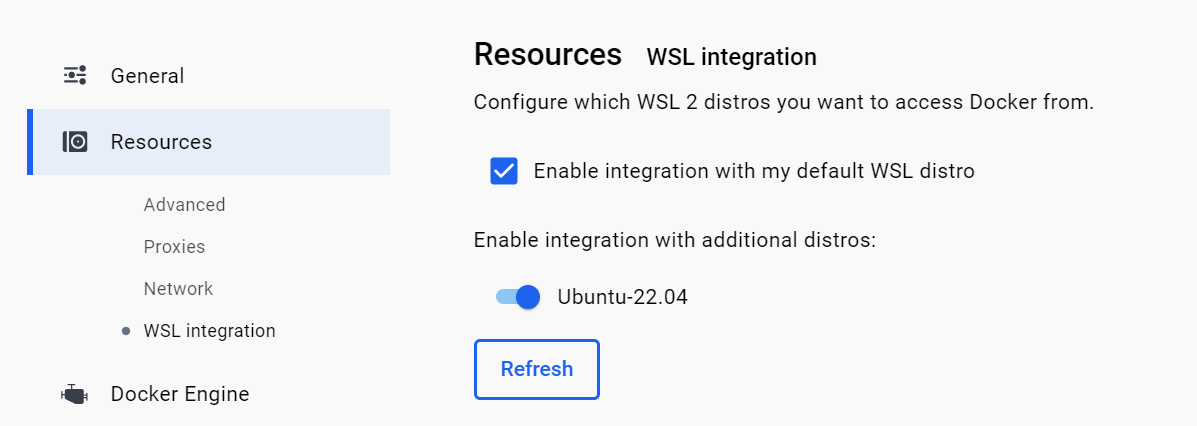 General
Resources
Advanced
Proxies
Network
WSL integration
Docker Engine
Resources WSL integration
Configure which WSL 2 distros you want to access Docker from.
Enable integration with my default WSL distro
Enable integration with additional distros:
Ubuntu-22.04
Refresh